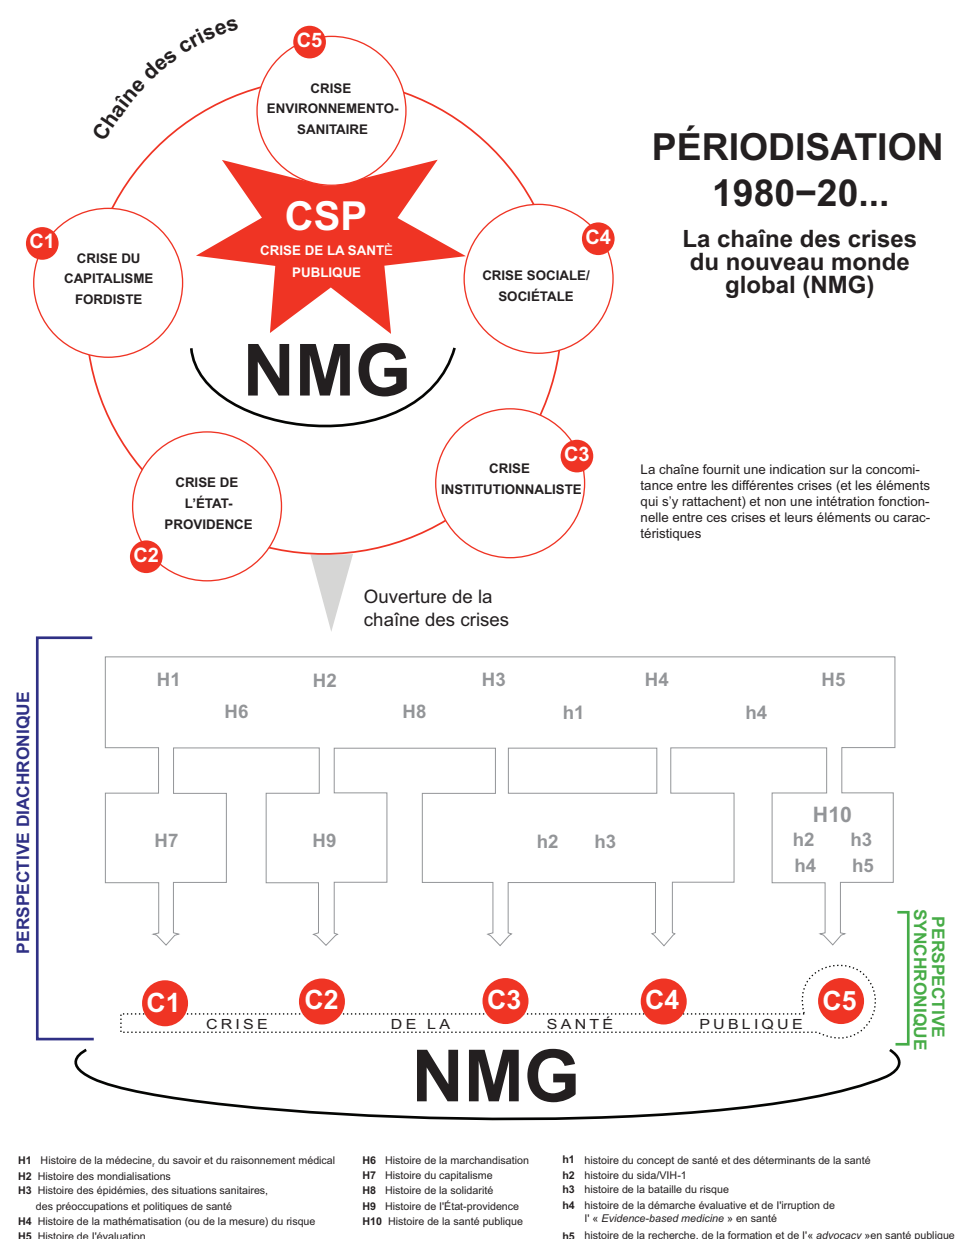 Chaîne des crises
C5
CRISE
ENVIRONNEMENTO-
SANITAIRE
PÉRIODISATION
1980–20...
La chaîne des crises
du nouveau monde
global (NMG)
CSP
CRISE DE LA SANTÉ
PUBLIQUE
C1
CRISE DU
CAPITALISME
FORDISTE
C4
CRISE SOCIALE/
SOCIÉTALE
NMG
C3
CRISE
INSTITUTIONNALISTE
C2
CRISE DE
L'ÉTAT-
PROVIDENCE
La chaîne fournit une indication sur la concomi-
tance entre les différentes crises (et les éléments
qui s'y rattachent) et non une intétration fonction-
nelle entre ces crises et leurs éléments ou carac-
téristiques
Ouverture de la
chaîne des crises
PERSPECTIVE DIACHRONIQUE
H1 H2 H3 H4 H5
H6 H8 h1 h4
H7 H9 h2 h3
H10
h2 h3
h4 h5
PERSPECTIVE
SYNCHRONIQUE
C1 C2 C3 C4 C5
CRISE DE LA SANTÉ PUBLIQUE
NMG
H1 Histoire de la médecine, du savoir et du raisonnement médical
H2 Histoire des mondialisations
H3 Histoire des épidémies, des situations sanitaires,
des préoccupations et politiques de santé
H4 Histoire de la mathématisation (ou de la mesure) du risque
H5 Histoire de l'évaluation
H6 Histoire de la marchandisation
H7 Histoire du capitalisme
H8 Histoire de la solidarité
H9 Histoire de l'État-providence
H10 Histoire de la santé publique
h1 histoire du concept de santé et des déterminants de la santé
h2 histoire du sida/VIH-1
h3 histoire de la bataille du risque
h4 histoire de la démarche évaluative et de l'irruption de
l' « Evidence-based medicine » en santé
h5 histoire de la recherche, de la formation et de l'« advocacy »en santé publique